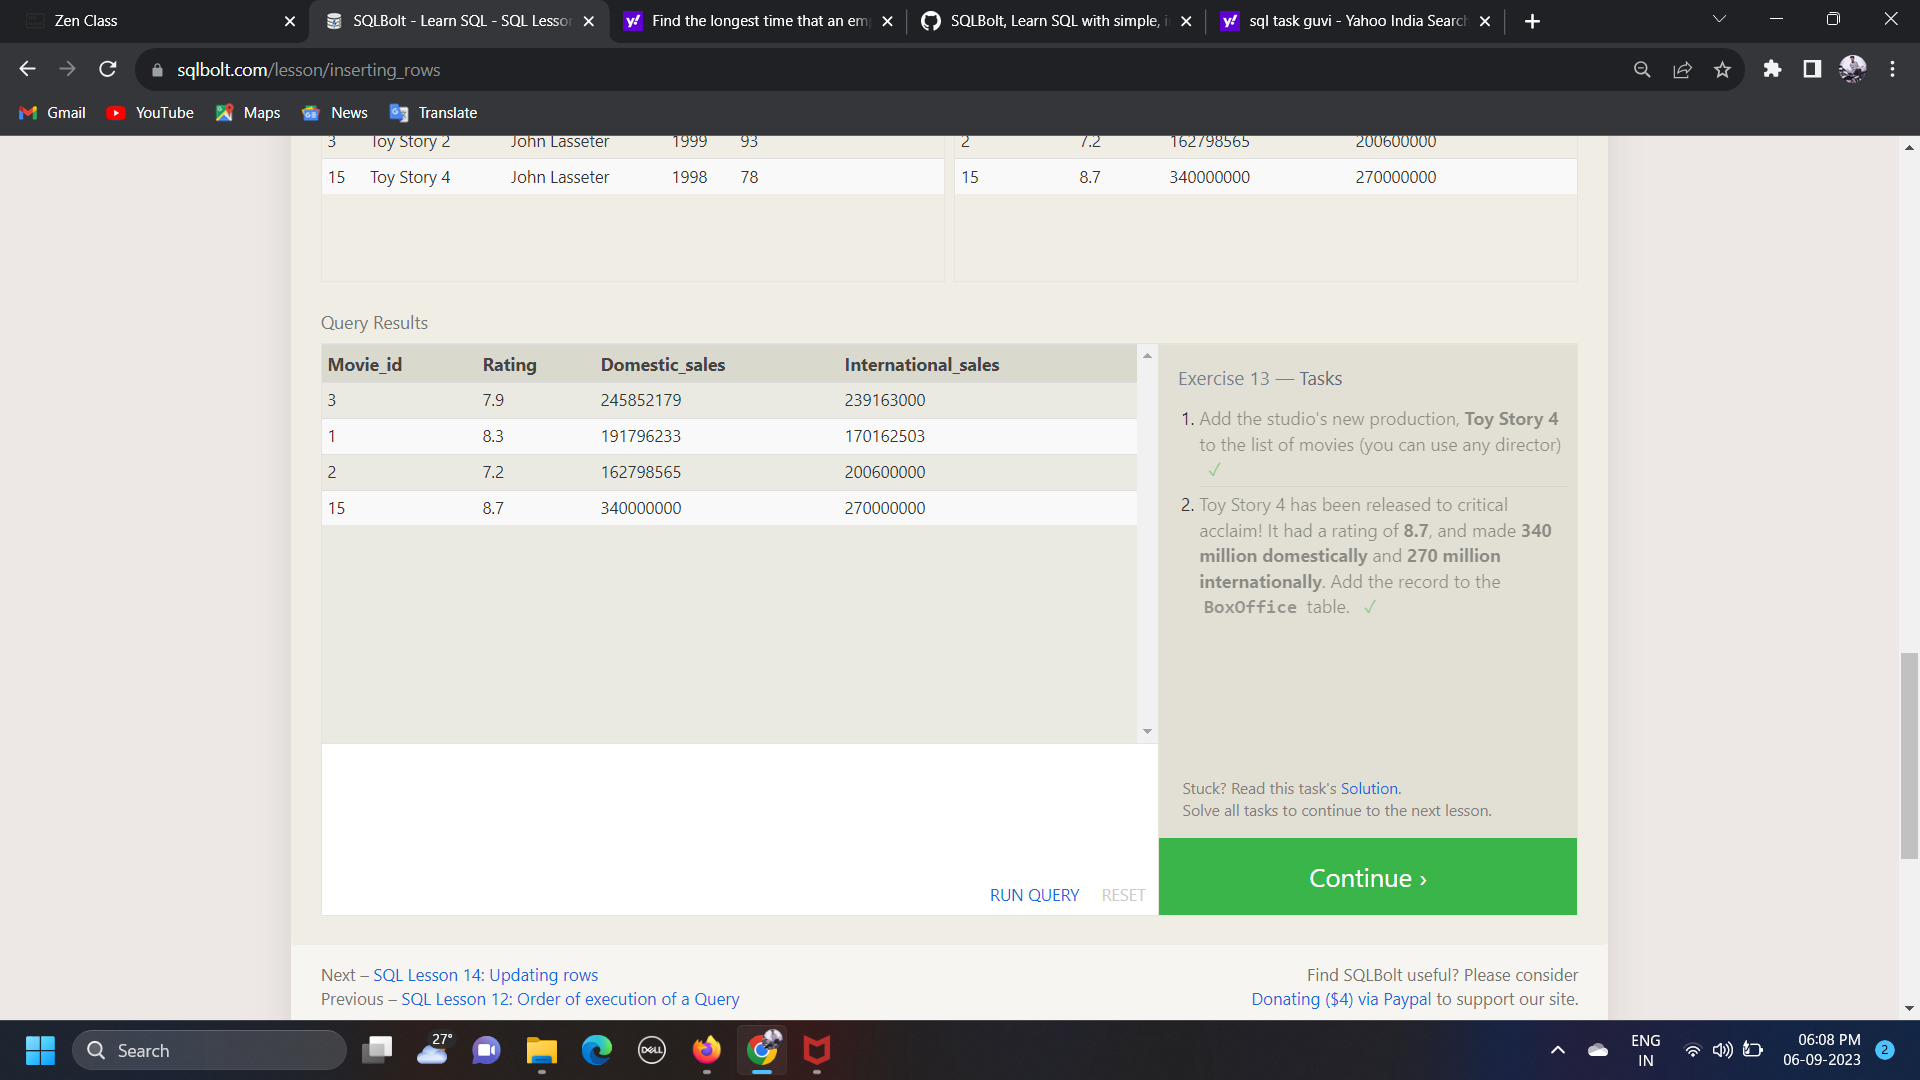 Zen Class
SQLBolt - Learn SQL - SQL Lesson
Find the longest time that an emp
SQLBolt, Learn SQL with simple, i
sql task guvi - Yahoo India Search
sqlbolt.com/lesson/inserting_rows
Gmail YouTube Maps News Translate
3 Toy Story 2 John Lasseter 1999 93
2 7.2 162798565 200600000
15 Toy Story 4 John Lasseter 1998 78
15 8.7 340000000 270000000
Query Results
Movie_id Rating Domestic_sales International_sales
3 7.9 245852179 239163000
1 8.3 191796233 170162503
2 7.2 162798565 200600000
15 8.7 340000000 270000000
Exercise 13 — Tasks
1. Add the studio's new production, Toy Story 4
to the list of movies (you can use any director)
✓
2. Toy Story 4 has been released to critical
acclaim! It had a rating of 8.7, and made 340
million domestically and 270 million
internationally. Add the record to the
BoxOffice table. ✓
Stuck? Read this task's Solution.
Solve all tasks to continue to the next lesson.
RUN QUERY RESET
Continue ›
Next – SQL Lesson 14: Updating rows
Previous – SQL Lesson 12: Order of execution of a Query
Find SQLBolt useful? Please consider
Donating ($4) via Paypal to support our site.
Search
27°
DELL
ENG
IN
06:08 PM
06-09-2023
2